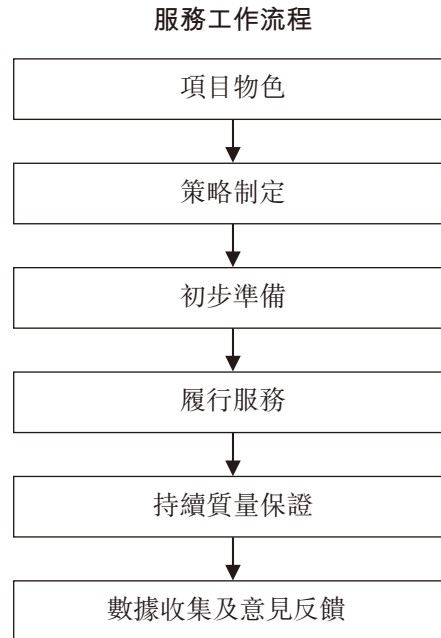 服務工作流程
項目物色
策略制定
初步準備
履行服務
持續質量保證
數據收集及意見反饋